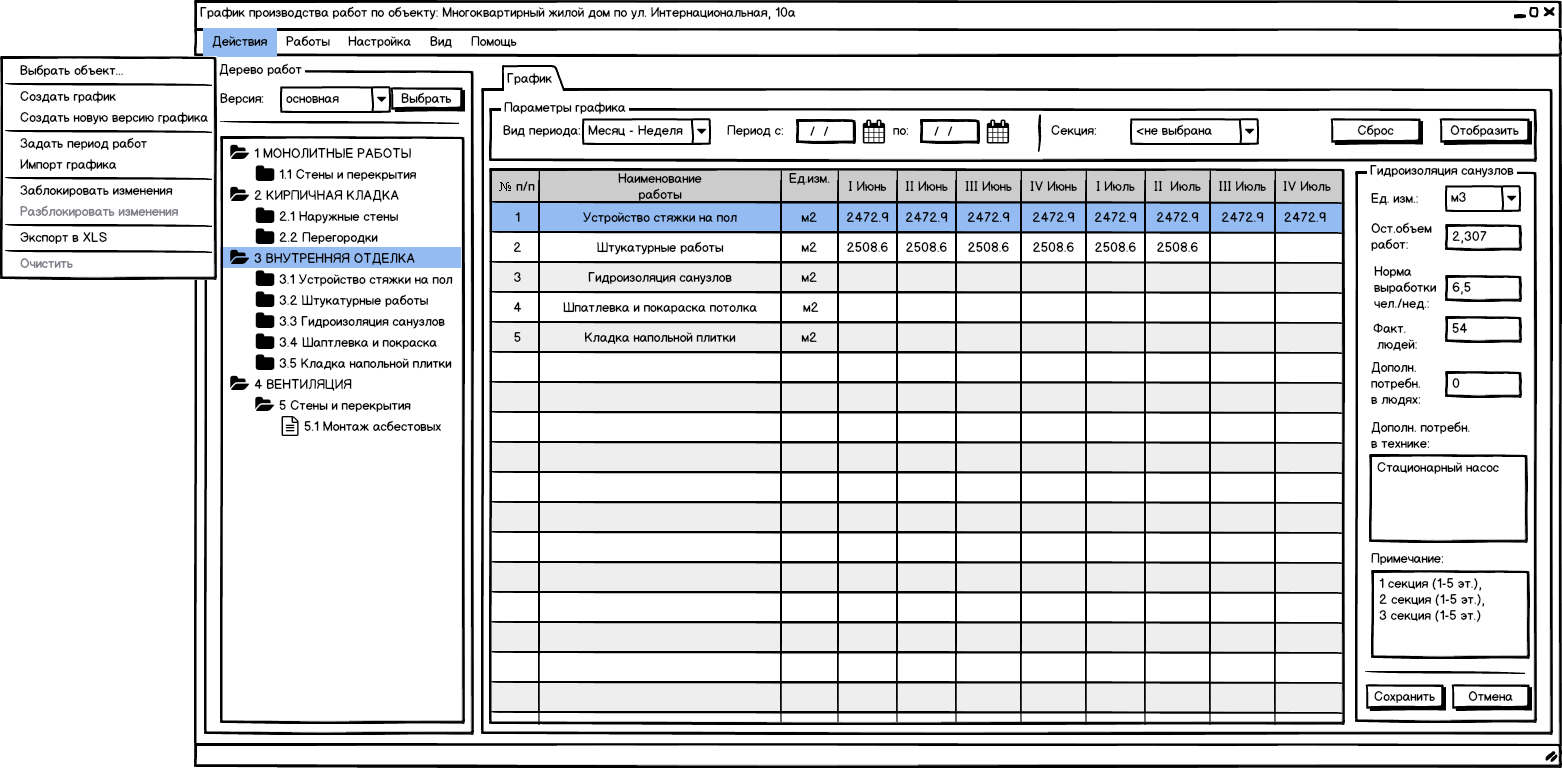 График производства работ по объекту: Многоквартирный жилой дом по ул. Интернациональная, 10а
Действия Работы Настройка Вид Помощь
Выбрать объект...
Создать график
Создать новую версию графика
Задать период работ
Импорт графика
Заблокировать изменения
Разблокировать изменения
Экспорт в XLS
Очистить
Дерево работ
Версия: основная Выбрать
1 МОНОЛИТНЫЕ РАБОТЫ
1.1 Стены и перекрытия
2 КИРПИЧНАЯ КЛАДКА
2.1 Наружные стены
2.2 Перегородки
3 ВНУТРЕННЯЯ ОТДЕЛКА
3.1 Устройство стяжки на пол
3.2 Штукатурные работы
3.3 Гидроизоляция санузлов
3.4 Шаптлевка и покраска
3.5 Кладка напольной плитки
4 ВЕНТИЛЯЦИЯ
5 Стены и перекрытия
5.1 Монтаж асбестовых
График
Параметры графика
Вид периода: Месяц - Неделя Период с: / / по: / / Секция: <не выбрана Сброс Отобразить
№ п/п Наименование работы Ед.изм. I Июнь II Июнь III Июнь IV Июнь I Июль II Июль III Июль IV Июль
1 Устройство стяжки на пол м2 2472.9 2472.9 2472.9 2472.9 2472.9 2472.9 2472.9 2472.9
2 Штукатурные работы м2 2508.6 2508.6 2508.6 2508.6 2508.6 2508.6
3 Гидроизоляция санузлов м2
4 Шпатлевка и покараска потолка м2
5 Кладка напольной плитки м2
Гидроизоляция санузлов
Ед. изм.: м3
Ост.объем
работ: 2,307
Норма
выработки
чел./нед.: 6,5
Факт.
людей: 54
Дополн.
потребн.
в людях: 0
Дополн. потребн.
в технике:
Стационарный насос
Примечание:
1 секция (1-5 эт.),
2 секция (1-5 эт.),
3 секция (1-5 эт.)
Сохранить Отмена